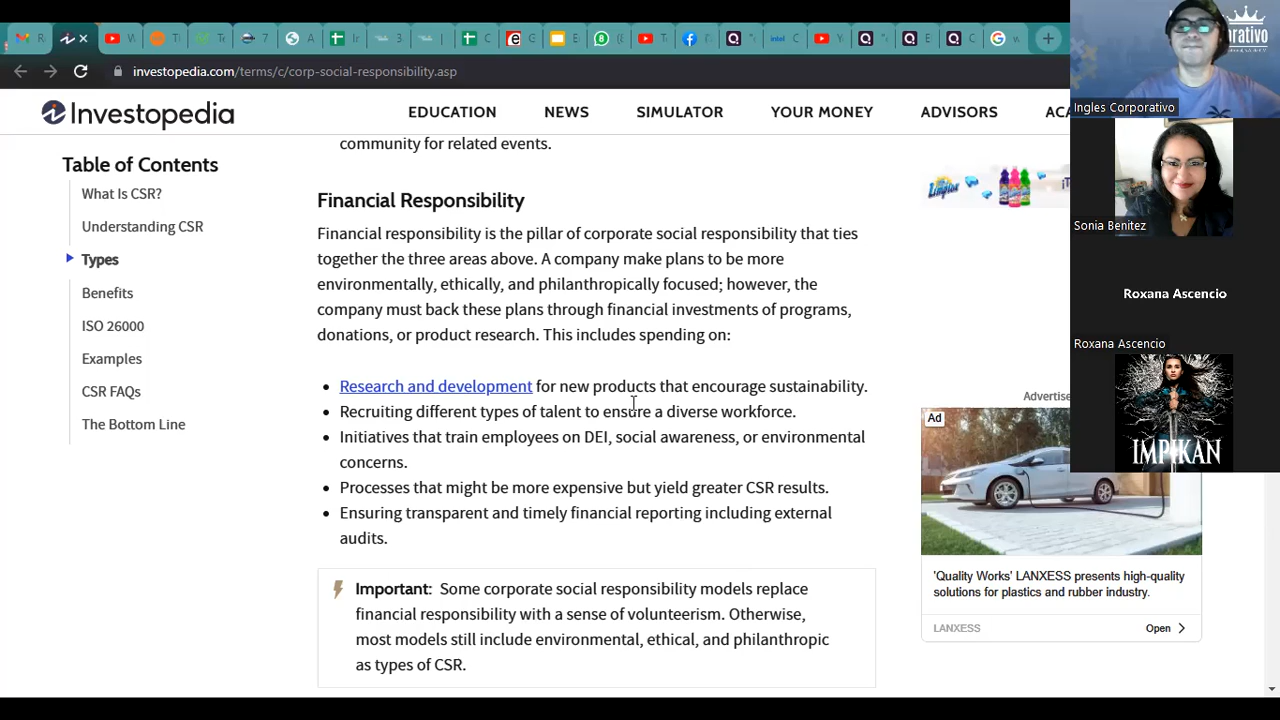 investopedia.com/terms/c/corp-social-responsibility.asp
Investopedia
EDUCATION NEWS SIMULATOR YOUR MONEY ADVISORS
Table of Contents
What Is CSR?
Understanding CSR
Types
Benefits
ISO 26000
Examples
CSR FAQs
The Bottom Line
community for related events.
Financial Responsibility
Financial responsibility is the pillar of corporate social responsibility that ties
together the three areas above. A company make plans to be more
environmentally, ethically, and philanthropically focused; however, the
company must back these plans through financial investments of programs,
donations, or product research. This includes spending on:
• Research and development for new products that encourage sustainability.
• Recruiting different types of talent to ensure a diverse workforce.
• Initiatives that train employees on DEI, social awareness, or environmental
concerns.
• Processes that might be more expensive but yield greater CSR results.
• Ensuring transparent and timely financial reporting including external
audits.
Important: Some corporate social responsibility models replace
financial responsibility with a sense of volunteerism. Otherwise,
most models still include environmental, ethical, and philanthropic
as types of CSR.
Ad
'Quality Works' LANXESS presents high-quality
solutions for plastics and rubber industry.
LANXESS
Open
Ingles Corporativo
Sonia Benitez
Roxana Ascencio
Roxana Ascencio
IMPIKAN